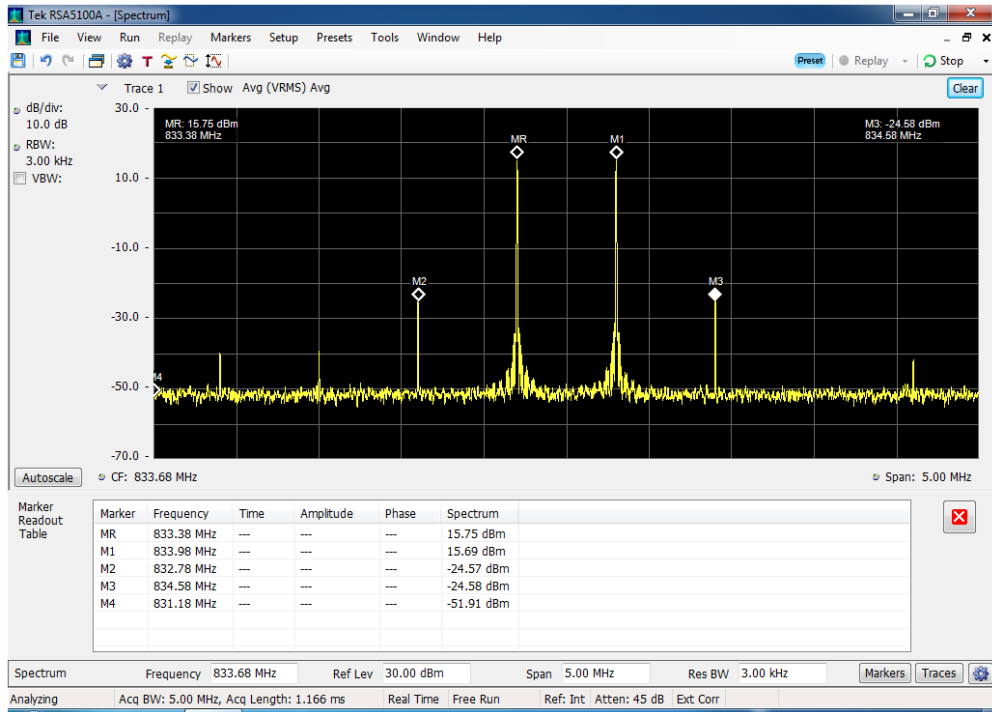 Tek RSA5100A - [Spectrum]
File View Run Replay Markers Setup Presets Tools Window Help
T Preset Replay Stop
Trace 1 Show Avg (VRMS) Avg Clear
dB/div:
10.0 dB
RBW:
3.00 kHz
VBW:
30.0
10.0
-10.0
-30.0
-50.0
-70.0
MR: 15.75 dBm
833.38 MHz
M3: -24.58 dBm
834.58 MHz
MR
M1
M2
M3
Autoscale CF: 833.68 MHz Span: 5.00 MHz
Marker
Readout
Table
Marker Frequency Time Amplitude Phase Spectrum
MR 833.38 MHz --- --- --- 15.75 dBm
M1 833.98 MHz --- --- --- 15.69 dBm
M2 832.78 MHz --- --- --- -24.57 dBm
M3 834.58 MHz --- --- --- -24.58 dBm
M4 831.18 MHz --- --- --- -51.91 dBm
Spectrum Frequency 833.68 MHz Ref Lev 30.00 dBm Span 5.00 MHz Res BW 3.00 kHz Markers Traces
Analyzing Acq BW: 5.00 MHz, Acq Length: 1.166 ms Real Time Free Run Ref: Int Atten: 45 dB Ext Corr